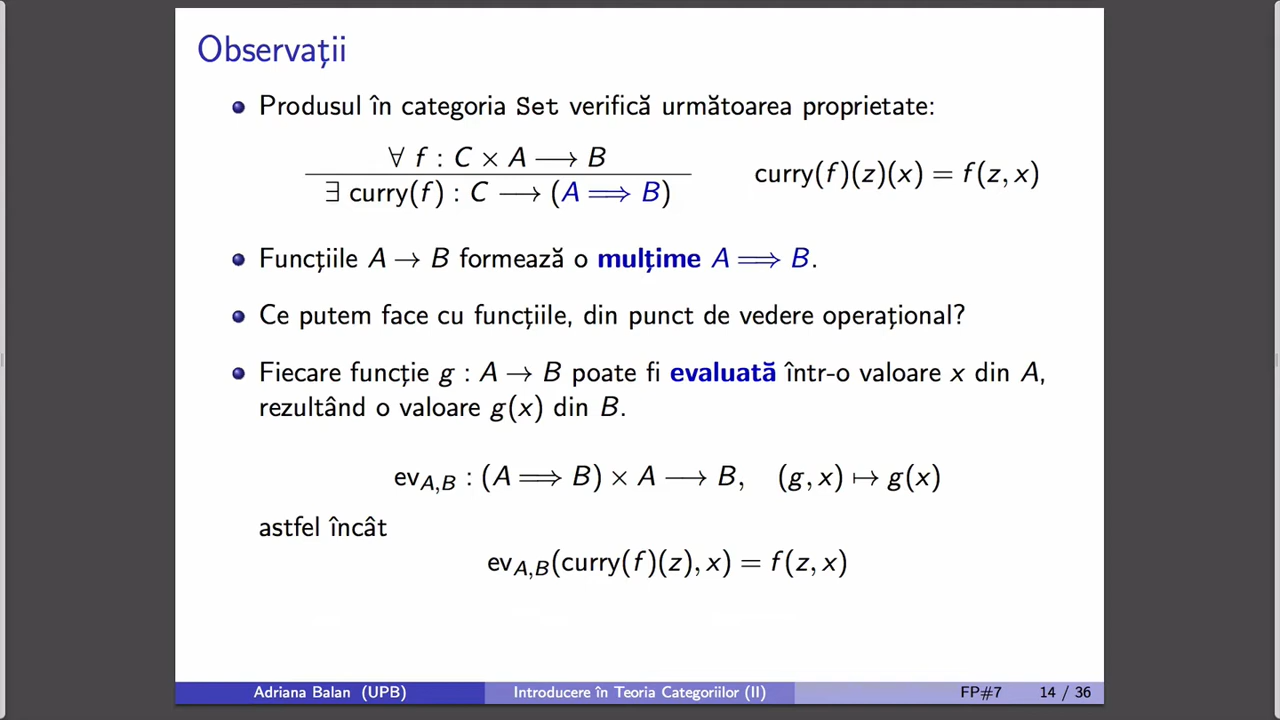 Observații
Produsul în categoria Set verifică următoarea proprietate:
∀ f : C × A ⟶ B
∃ curry(f) : C ⟶ (A ⟹ B)
curry(f)(z)(x) = f(z, x)
Funcțiile A → B formează o mulțime A ⟹ B.
Ce putem face cu funcțiile, din punct de vedere operațional?
Fiecare funcție g : A → B poate fi evaluată într-o valoare x din A,
rezultând o valoare g(x) din B.
ev_{A,B} : (A ⟹ B) × A ⟶ B, (g, x) ↦ g(x)
astfel încât
ev_{A,B}(curry(f)(z), x) = f(z, x)
Adriana Balan (UPB) Introducere în Teoria Categoriilor (II) FP#7 14 / 36